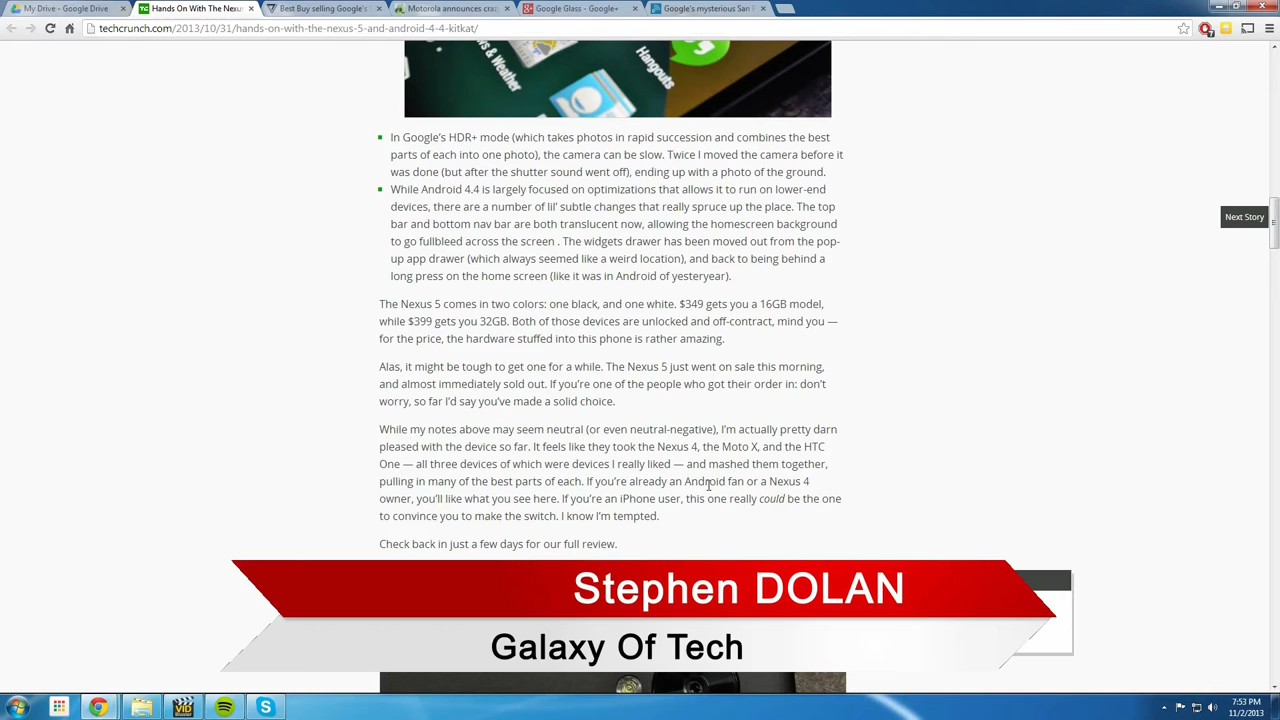 My Drive - Google Drive
Hands On With The Nexu
Best Buy selling Google's
Motorola announces craz
Google Glass - Google+
Google's mysterious San F
techcrunch.com/2013/10/31/hands-on-with-the-nexus-5-and-android-4-4-kitkat/
s & Weather
Hangouts
Next Story
In Google's HDR+ mode (which takes photos in rapid succession and combines the best
parts of each into one photo), the camera can be slow. Twice I moved the camera before it
was done (but after the shutter sound went off), ending up with a photo of the ground.
While Android 4.4 is largely focused on optimizations that allows it to run on lower-end
devices, there are a number of lil' subtle changes that really spruce up the place. The top
bar and bottom nav bar are both translucent now, allowing the homescreen background
to go fullbleed across the screen . The widgets drawer has been moved out from the pop-
up app drawer (which always seemed like a weird location), and back to being behind a
long press on the home screen (like it was in Android of yesteryear).
The Nexus 5 comes in two colors: one black, and one white. $349 gets you a 16GB model,
while $399 gets you 32GB. Both of those devices are unlocked and off-contract, mind you —
for the price, the hardware stuffed into this phone is rather amazing.
Alas, it might be tough to get one for a while. The Nexus 5 just went on sale this morning,
and almost immediately sold out. If you're one of the people who got their order in: don't
worry, so far I'd say you've made a solid choice.
While my notes above may seem neutral (or even neutral-negative), I'm actually pretty darn
pleased with the device so far. It feels like they took the Nexus 4, the Moto X, and the HTC
One — all three devices of which were devices I really liked — and mashed them together,
pulling in many of the best parts of each. If you're already an Android fan or a Nexus 4
owner, you'll like what you see here. If you're an iPhone user, this one really could be the one
to convince you to make the switch. I know I'm tempted.
Check back in just a few days for our full review.
Stephen DOLAN
Galaxy Of Tech
7:53 PM
11/2/2013